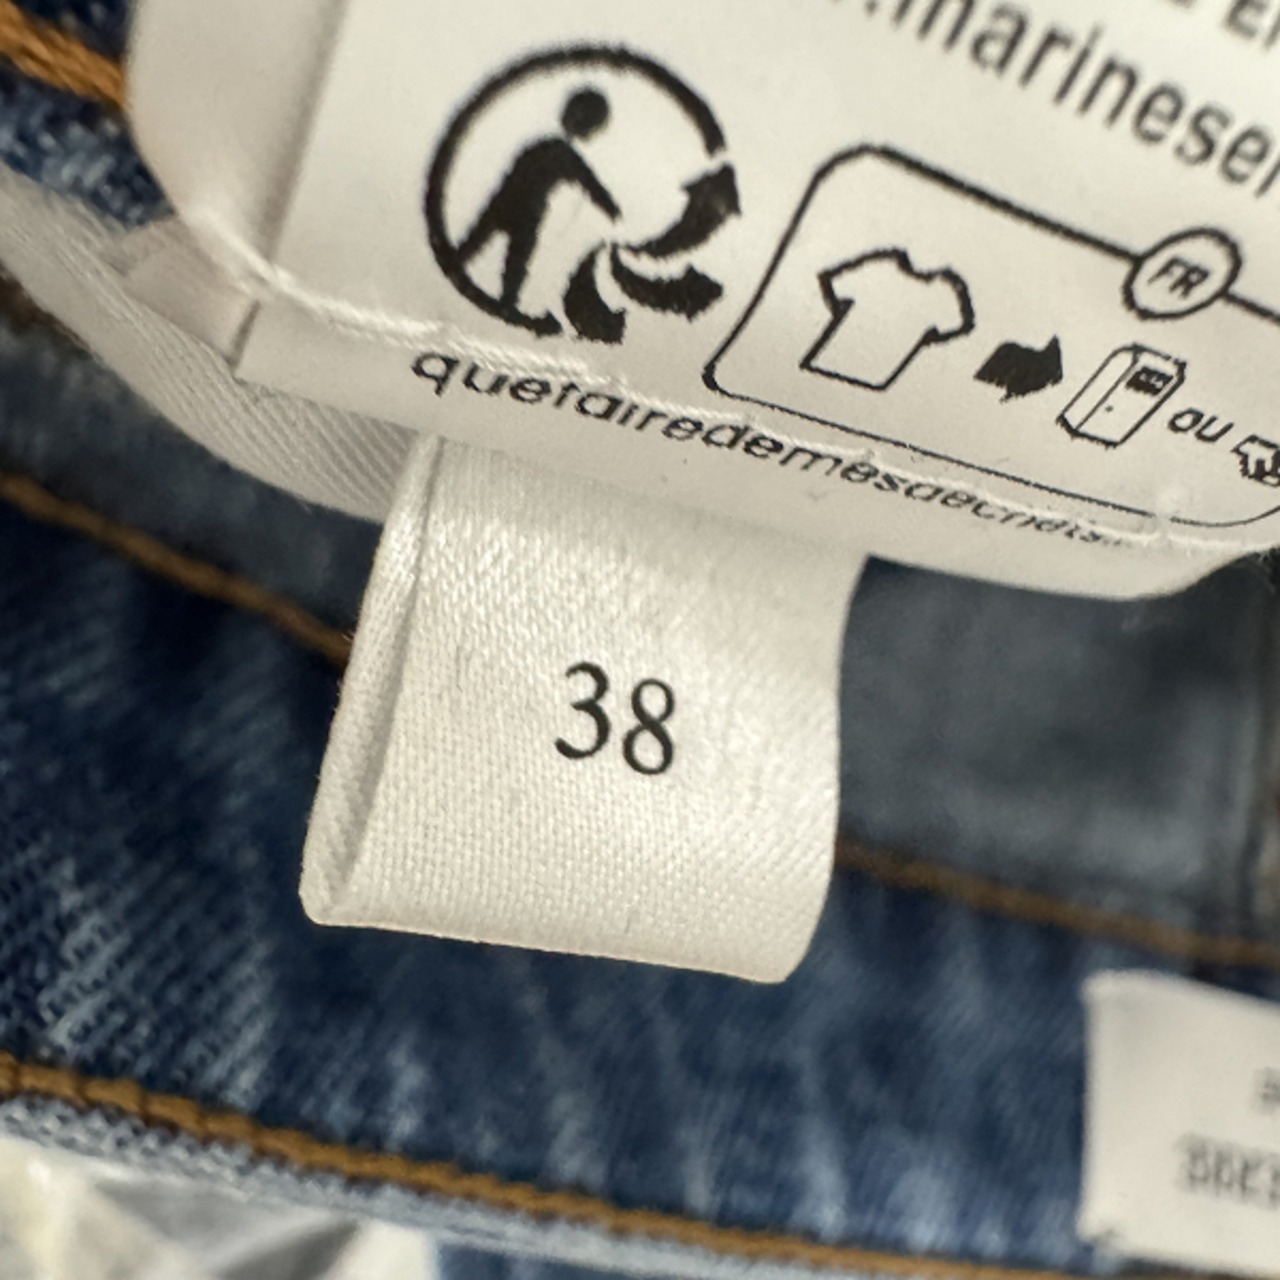 .marineser
FR
ou
quefairedemesdechets..
38